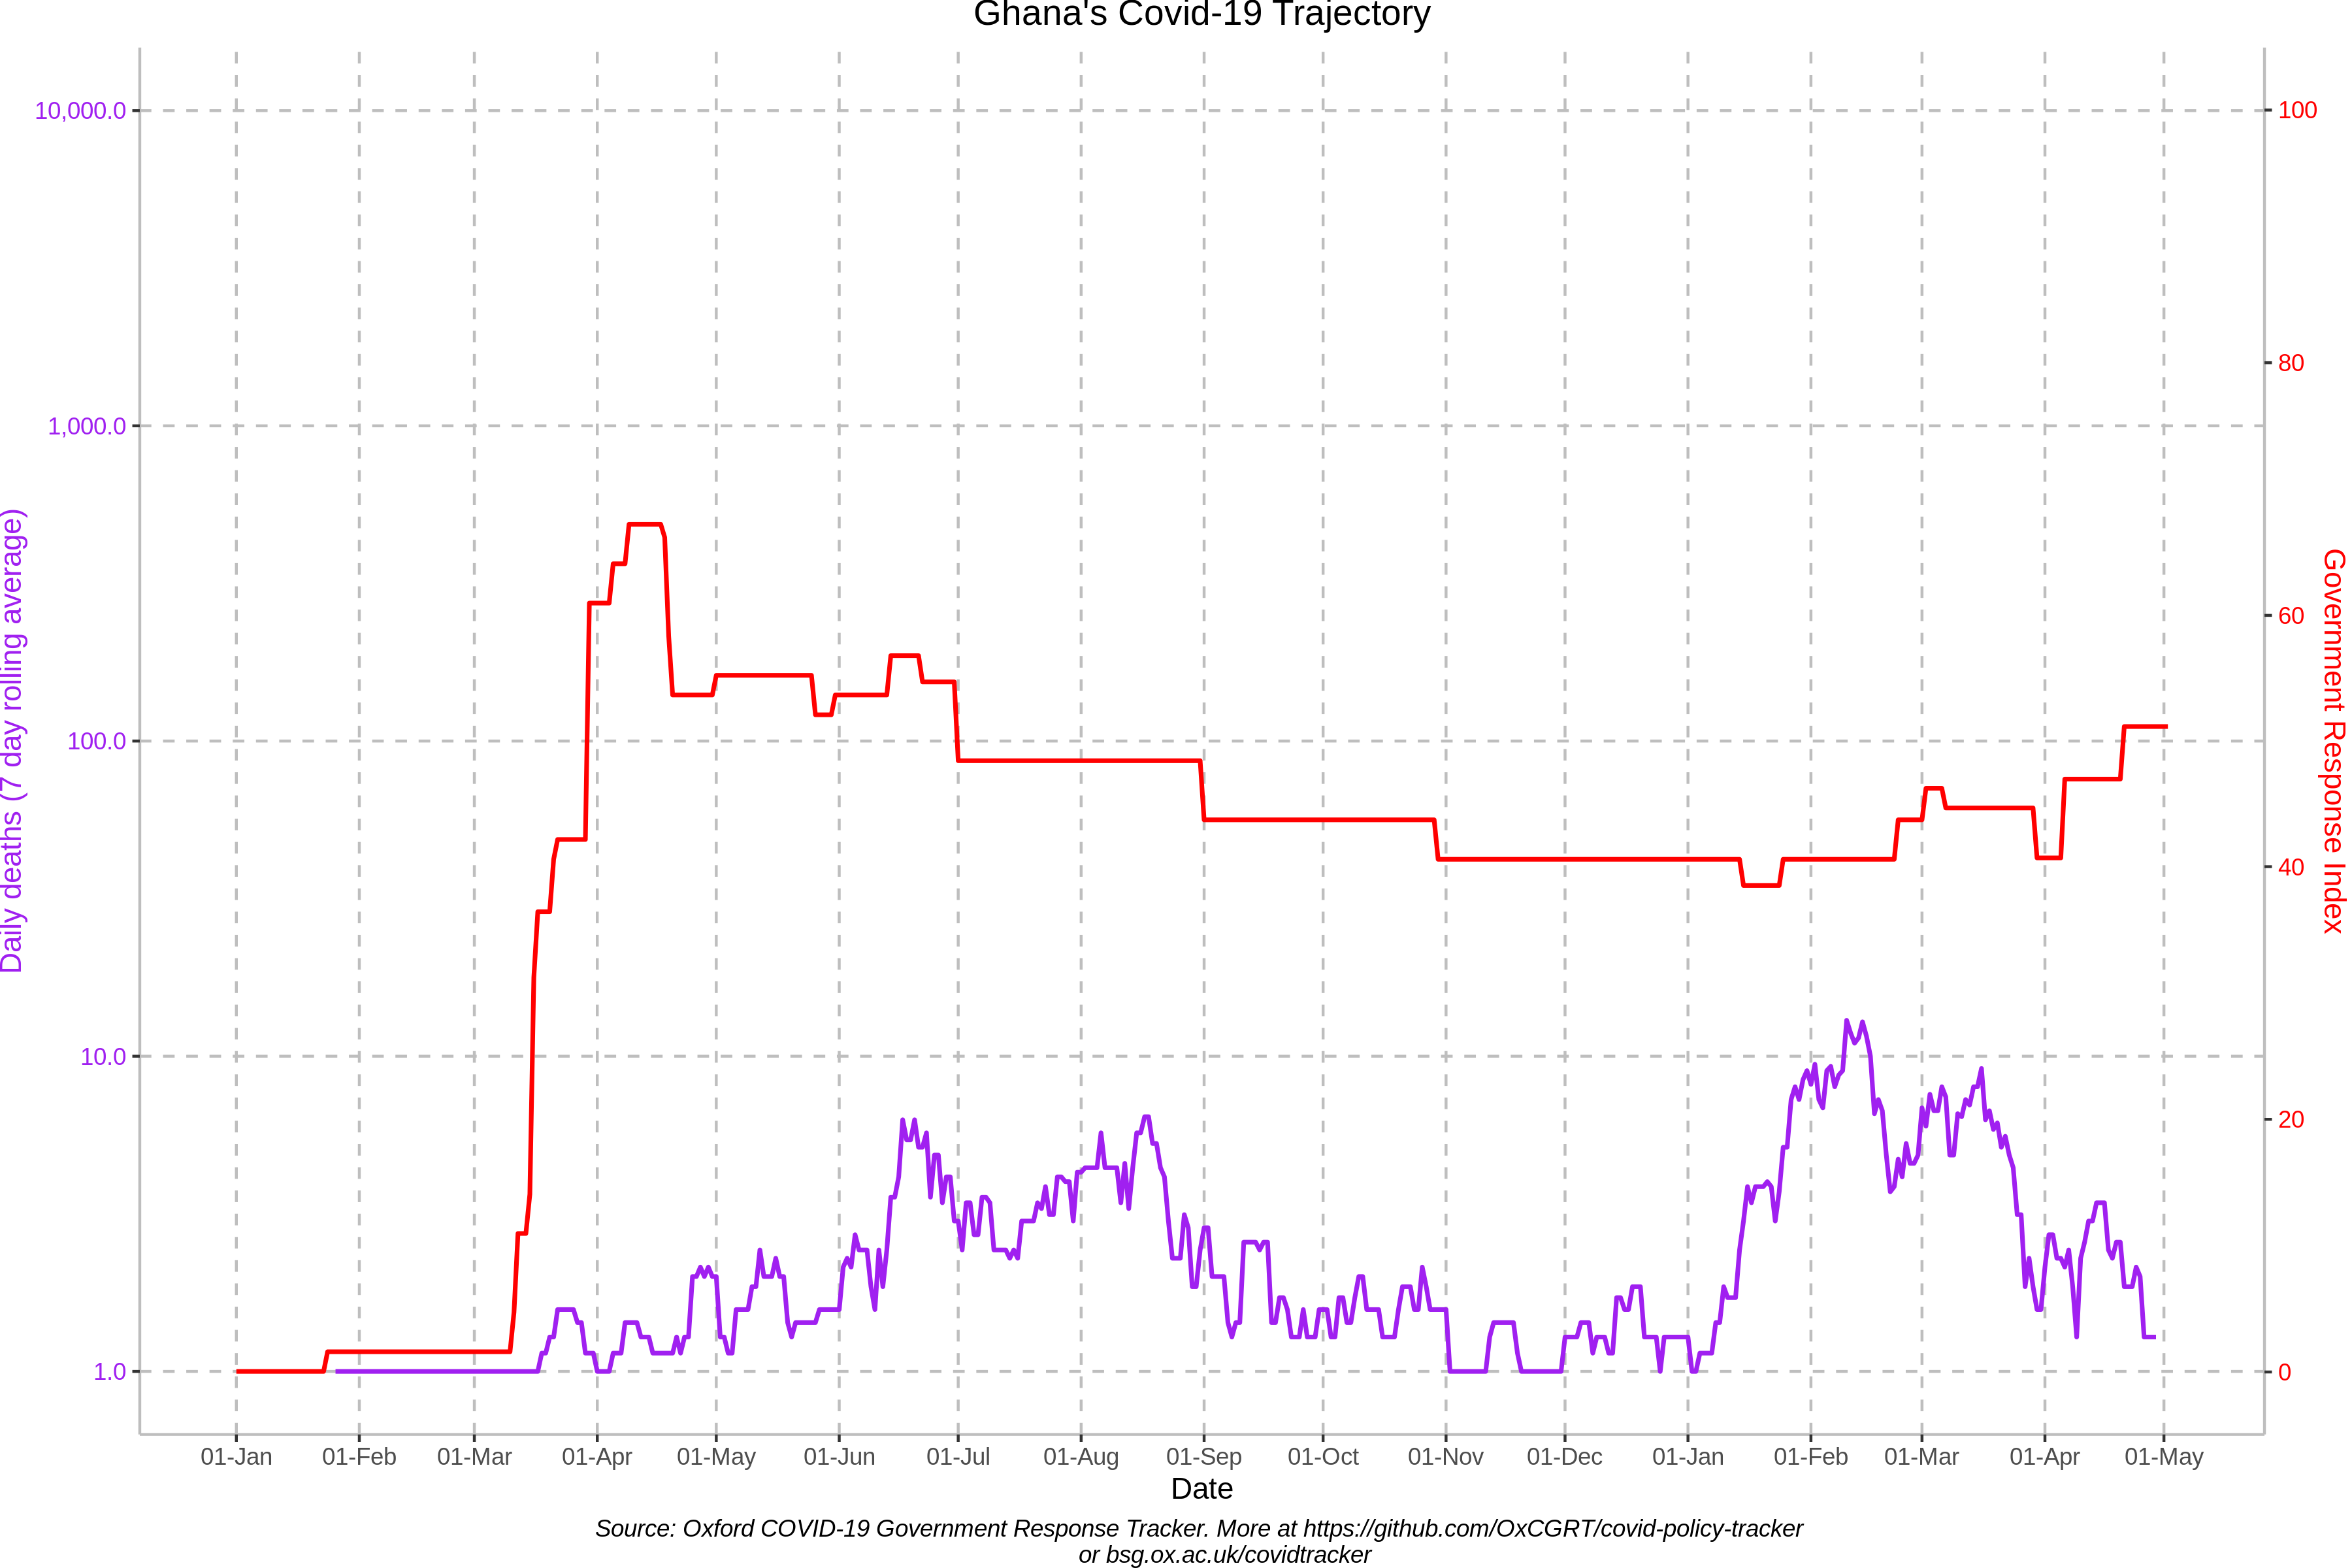 Ghana's Covid-19 Trajectory
10,000.0
1,000.0
100.0
10.0
1.0
Daily deaths (7 day rolling average)
100
80
60
40
20
0
Government Response Index
01-Jan 01-Feb 01-Mar 01-Apr 01-May 01-Jun 01-Jul 01-Aug 01-Sep 01-Oct 01-Nov 01-Dec 01-Jan 01-Feb 01-Mar 01-Apr 01-May
Date
Source: Oxford COVID-19 Government Response Tracker. More at https://github.com/OxCGRT/covid-policy-tracker
or bsg.ox.ac.uk/covidtracker